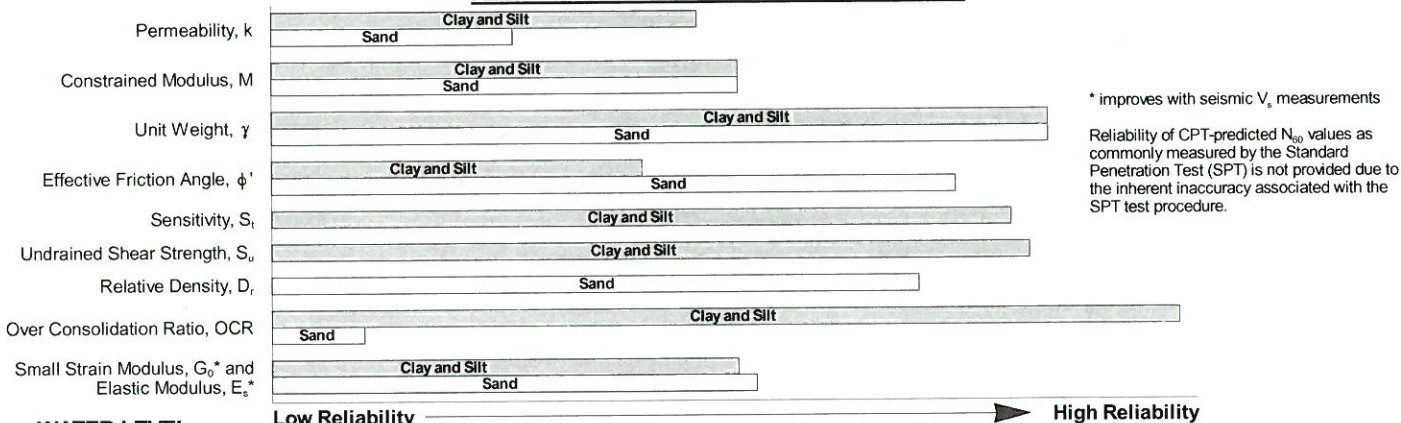 Permeability, k
Clay and Silt
Sand
Constrained Modulus, M
Clay and Silt
Sand
Unit Weight, γ
Clay and Silt
Sand
Effective Friction Angle, ϕ'
Clay and Silt
Sand
Sensitivity, Sₜ
Clay and Silt
Undrained Shear Strength, Sᵤ
Clay and Silt
Relative Density, Dᵣ
Sand
Over Consolidation Ratio, OCR
Clay and Silt
Sand
Small Strain Modulus, G₀* and
Elastic Modulus, Eₛ*
Clay and Silt
Sand
Low Reliability
High Reliability
* improves with seismic Vₛ measurements
Reliability of CPT-predicted N₆₀ values as
commonly measured by the Standard
Penetration Test (SPT) is not provided due to
the inherent inaccuracy associated with the
SPT test procedure.